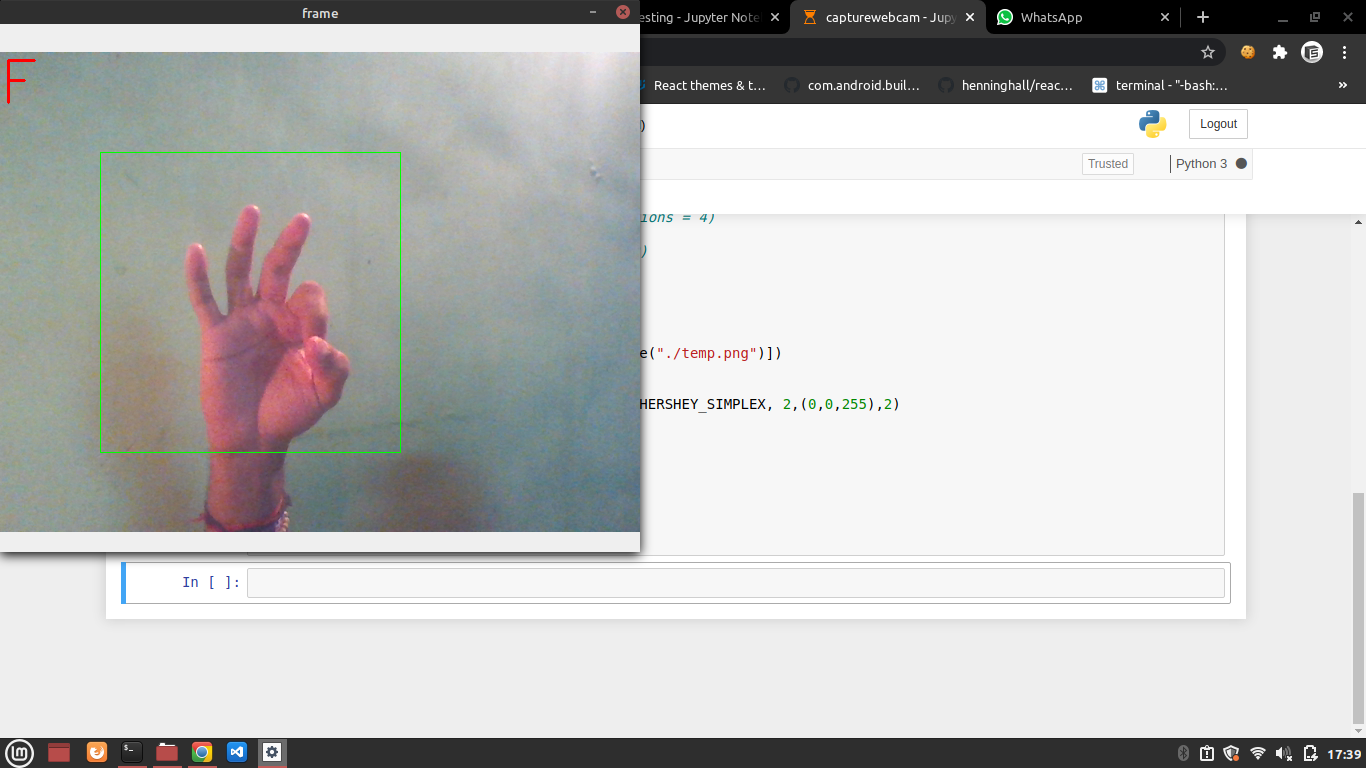 frame
esting - Jupyter Note
capturewebcam - Jupy
WhatsApp
React themes & t...
com.android.buil...
henninghall/reac...
terminal - "-bash:...
»
F
)
Logout
Trusted
Python 3
ions = 4)
)
e("./temp.png")])
HERSHEY_SIMPLEX, 2,(0,0,255),2)
In [ ]:
lm
$_
17:39